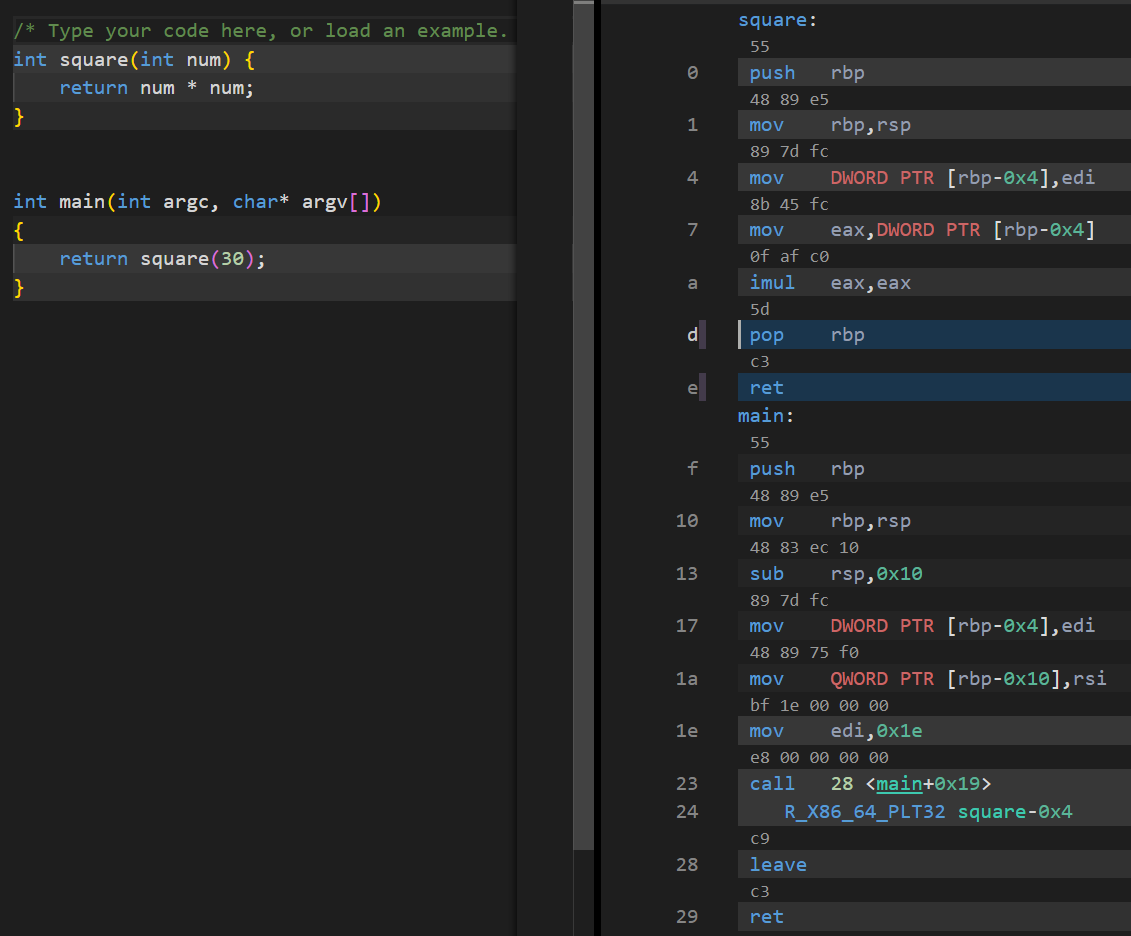 /* Type your code here, or load an example.
int square(int num) {
    return num * num;
}
int main(int argc, char* argv[])
{
    return square(30);
}
square:
55
0 push rbp
48 89 e5
1 mov rbp,rsp
89 7d fc
4 mov DWORD PTR [rbp-0x4],edi
8b 45 fc
7 mov eax,DWORD PTR [rbp-0x4]
0f af c0
a imul eax,eax
5d
d pop rbp
c3
e ret
main:
55
f push rbp
48 89 e5
10 mov rbp,rsp
48 83 ec 10
13 sub rsp,0x10
89 7d fc
17 mov DWORD PTR [rbp-0x4],edi
48 89 75 f0
1a mov QWORD PTR [rbp-0x10],rsi
bf 1e 00 00 00
1e mov edi,0x1e
e8 00 00 00 00
23 call 28 <main+0x19>
24 R_X86_64_PLT32 square-0x4
c9
28 leave
c3
29 ret